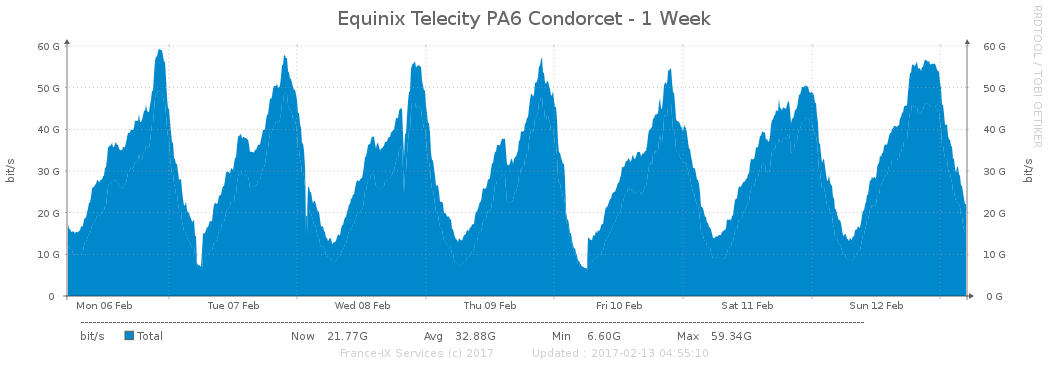 Equinix Telecity PA6 Condorcet - 1 Week
RRDTOOL / TOBI OETIKER
bit/s
60 G 60 G
50 G 50 G
40 G 40 G
30 G 30 G
20 G 20 G
10 G 10 G
0 0 G
bit/s
Mon 06 Feb Tue 07 Feb Wed 08 Feb Thu 09 Feb Fri 10 Feb Sat 11 Feb Sun 12 Feb
bit/s Total Now 21.77G Avg 32.88G Min 6.60G Max 59.34G
France-IX Services (c) 2017 Updated : 2017-02-13 04:55:10